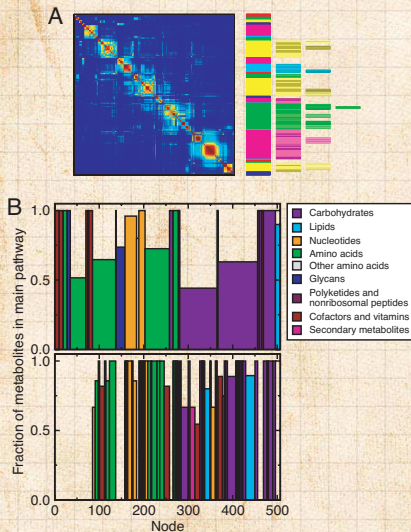 A
B
Fraction of metabolites in main pathway
1.0
0.5
0.0
1.0
0.5
0.0
0 100 200 300 400 500
Node
Carbohydrates
Lipids
Nucleotides
Amino acids
Other amino acids
Glycans
Polyketides and
nonribosomal peptides
Cofactors and vitamins
Secondary metabolites